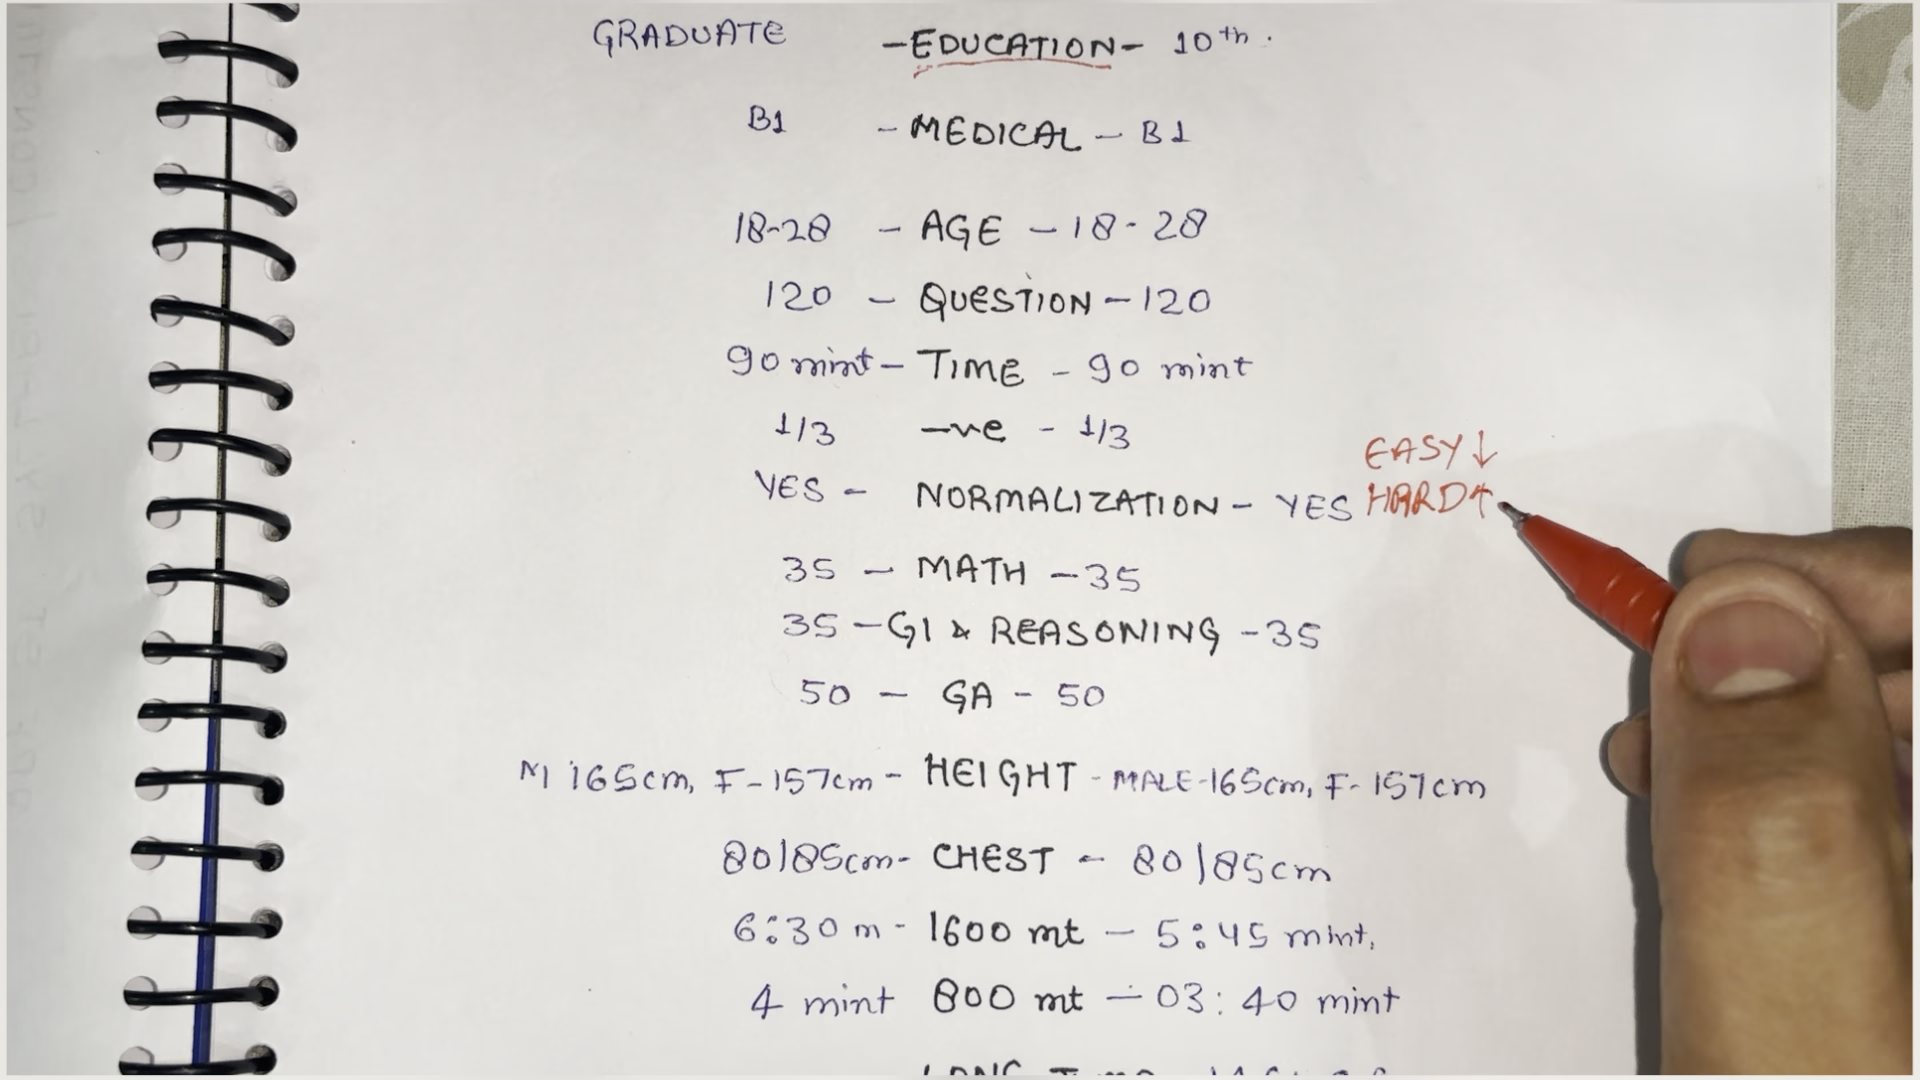 GRADUATE -EDUCATION- 10th.
B1 - MEDICAL - B1
18-28 - AGE - 18-28
120 - QUESTION - 120
90 mint - TIME - 90 mint
1/3 -ve - 1/3
EASY↓
YES - NORMALIZATION - YES HARD↑
35 - MATH - 35
35 - GI & REASONING - 35
50 - GA - 50
M 165cm, F-157cm - HEIGHT - MALE-165cm, F-157cm
80|85cm - CHEST - 80|85cm
6:30 m - 1600 mt - 5:45 mint,
4 mint 800 mt - 03:40 mint